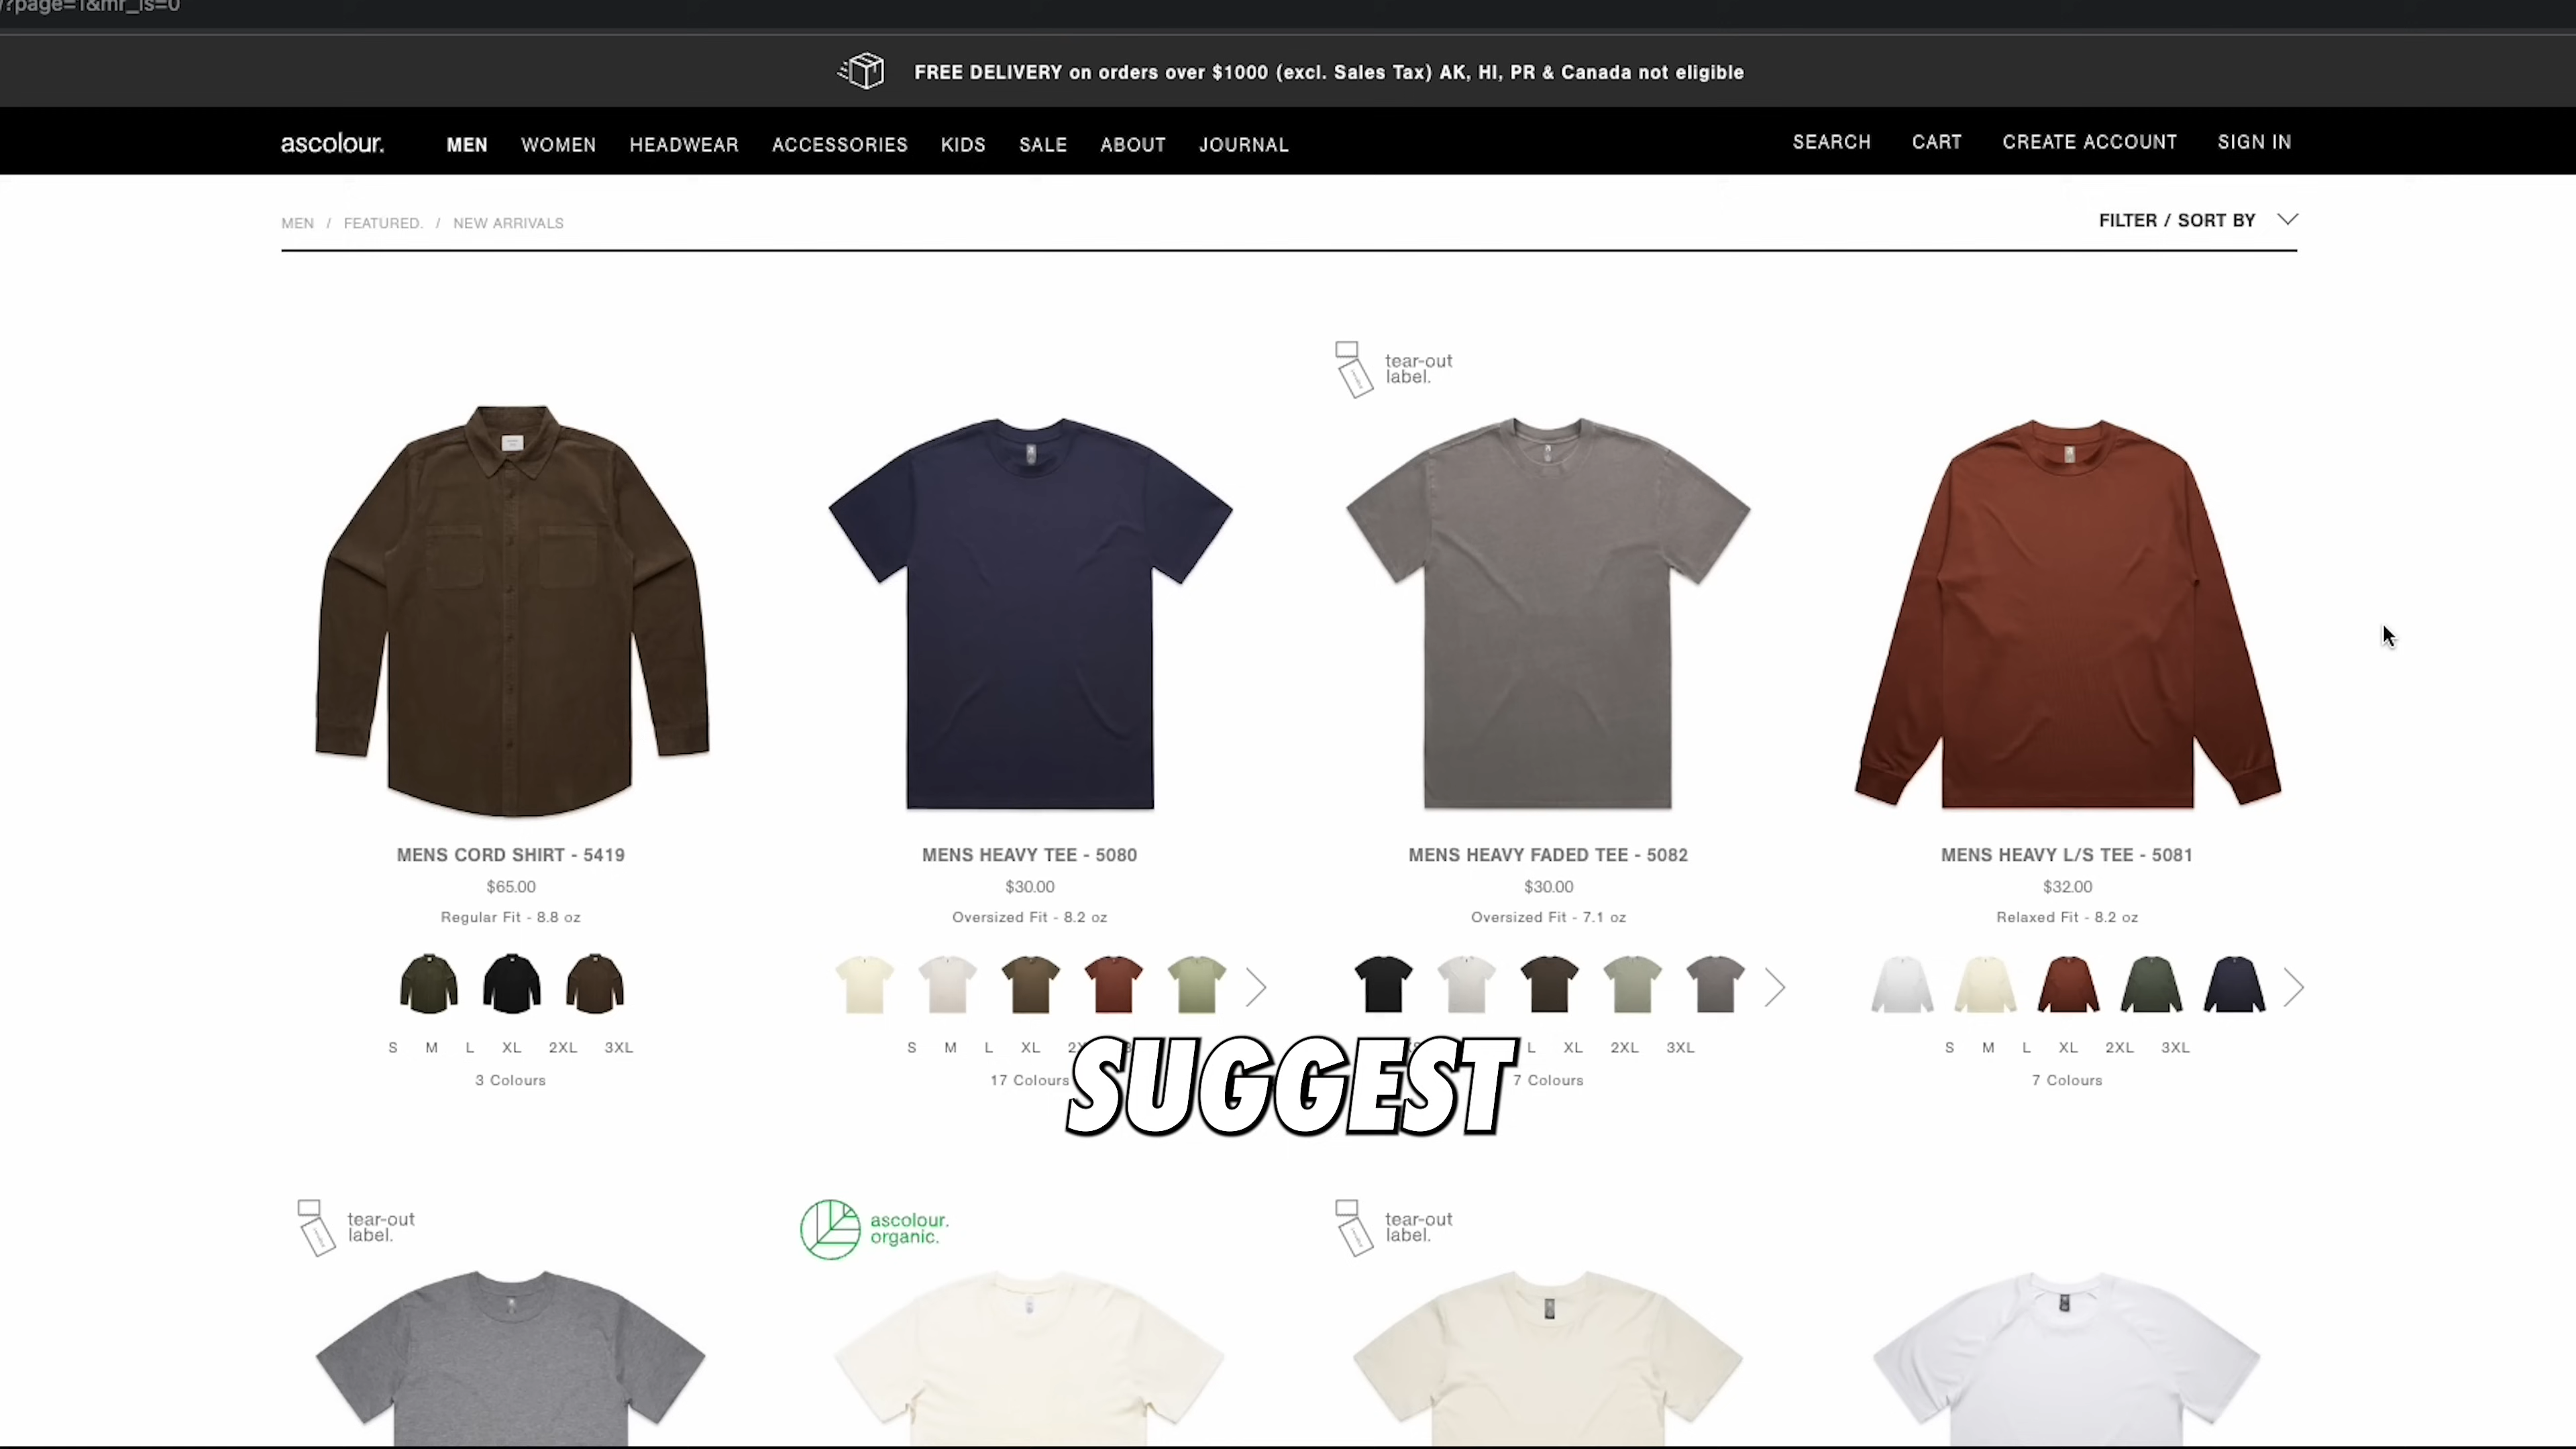 /?page=1&mr_is=0
FREE DELIVERY on orders over $1000 (excl. Sales Tax) AK, HI, PR & Canada not eligible
ascolour. MEN WOMEN HEADWEAR ACCESSORIES KIDS SALE ABOUT JOURNAL SEARCH CART CREATE ACCOUNT SIGN IN
MEN / FEATURED. / NEW ARRIVALS FILTER / SORT BY
tear-out
label.
MENS CORD SHIRT - 5419
$65.00
Regular Fit - 8.8 oz
S M L XL 2XL 3XL
3 Colours
MENS HEAVY TEE - 5080
$30.00
Oversized Fit - 8.2 oz
S M L XL
17 Colours
MENS HEAVY FADED TEE - 5082
$30.00
Oversized Fit - 7.1 oz
L XL 2XL 3XL
7 Colours
MENS HEAVY L/S TEE - 5081
$32.00
Relaxed Fit - 8.2 oz
S M L XL 2XL 3XL
7 Colours
SUGGEST
tear-out
label.
ascolour.
organic.
tear-out
label.